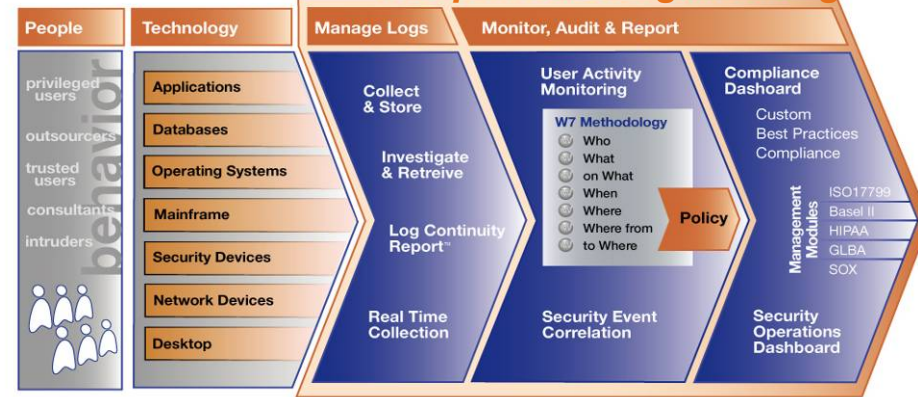 People
Technology
Manage Logs
Monitor, Audit & Report
privileged
users
outsourcers
trusted
users
consultants
intruders
behavior
Applications
Databases
Operating Systems
Mainframe
Security Devices
Network Devices
Desktop
Collect
& Store
Investigate
& Retreive
Log Continuity
Report™
Real Time
Collection
User Activity
Monitoring
W7 Methodology
Who
What
on What
When
Where
Where from
to Where
Policy
Security Event
Correlation
Compliance
Dashoard
Custom
Best Practices
Compliance
Management
Modules
ISO17799
Basel II
HIPAA
GLBA
SOX
Security
Operations
Dashboard